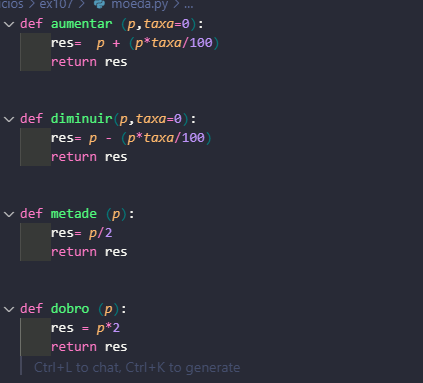 cicios > ex107 > moeda.py > ...
def aumentar (p,taxa=0):
res=  p + (p*taxa/100)
return res
def diminuir(p,taxa=0):
res= p - (p*taxa/100)
return res
def metade (p):
res= p/2
return res
def dobro (p):
res = p*2
return res
Ctrl+L to chat, Ctrl+K to generate